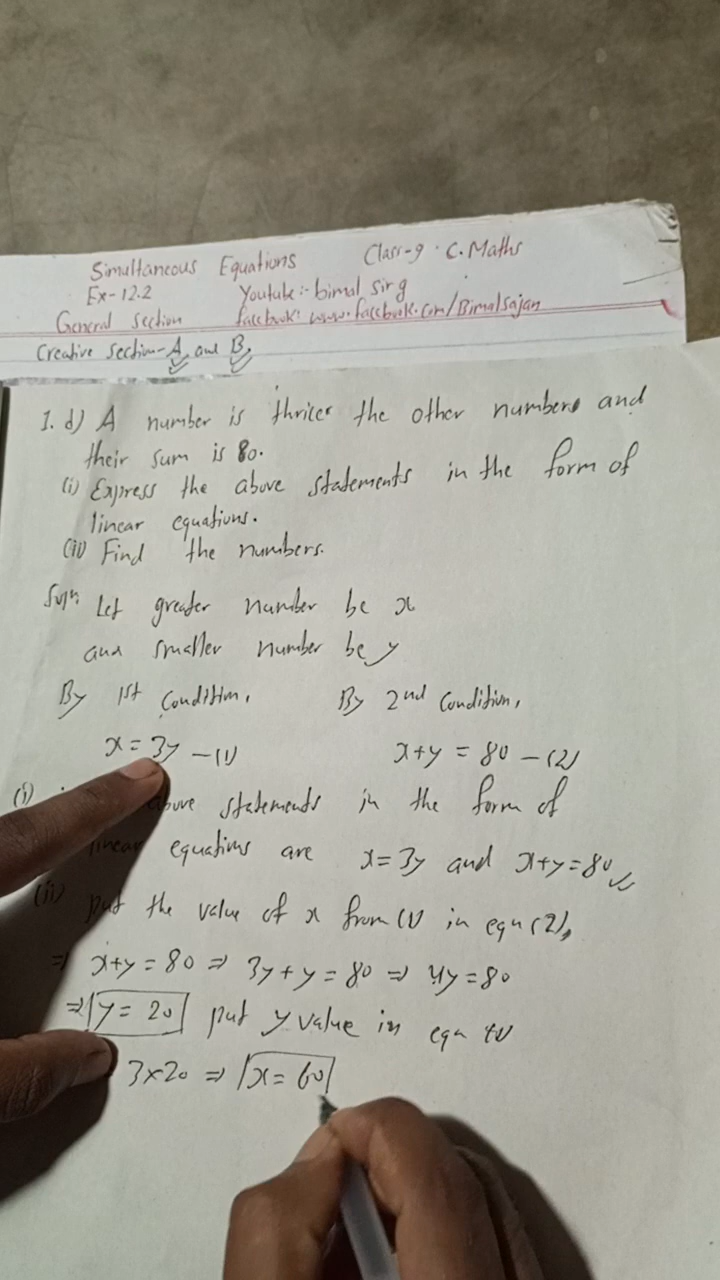 Simultaneous Equations Class-9 C.Maths
Ex-12.2 Youtube:- bimal sir g
General section facebook: www.facebook.com/Bimalsajan
Creative section-A and B,
1. d) A number is thrice the other numbers and
their sum is 80.
(i) Express the above statements in the form of
linear equations.
(ii) Find the numbers.
Soln: Let greater number be x
and smaller number be y
By 1st condition, By 2nd condition,
x = 3y -(1) x+y = 80 -(2)
(i) above statements in the form of
linear equations are x=3y and x+y=80
(ii) put the value of x from (1) in eqn (2),
⇒ x+y = 80 ⇒ 3y+y = 80 ⇒ 4y=80
⇒ y = 20 put y value in eqn (1)
3×20 ⇒ x = 60